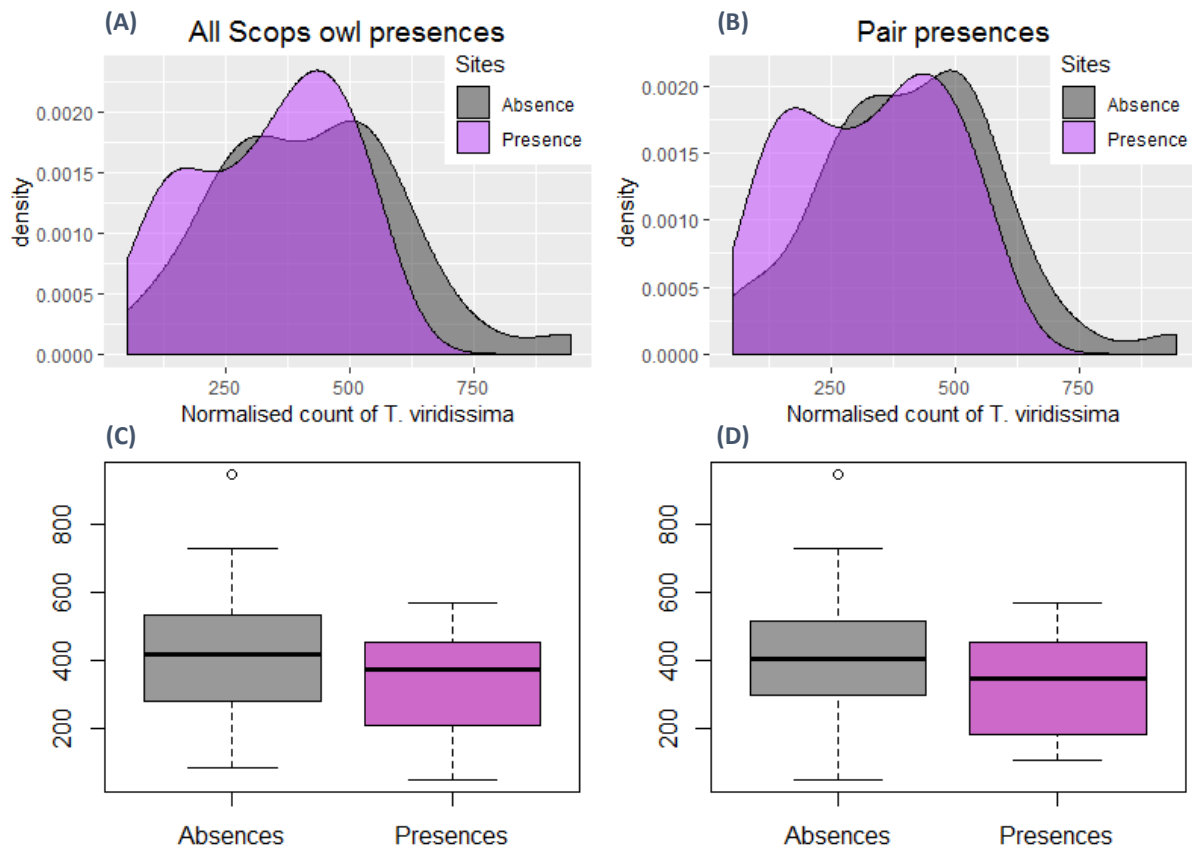 (A)
All Scops owl presences
Sites
Absence
Presence
0.0020
0.0015
0.0010
0.0005
0.0000
density
250 500 750
Normalised count of T. viridissima
(B)
Pair presences
Sites
Absence
Presence
0.0020
0.0015
0.0010
0.0005
0.0000
density
250 500 750
Normalised count of T. viridissima
(C)
800
600
400
200
Absences Presences
(D)
800
600
400
200
Absences Presences